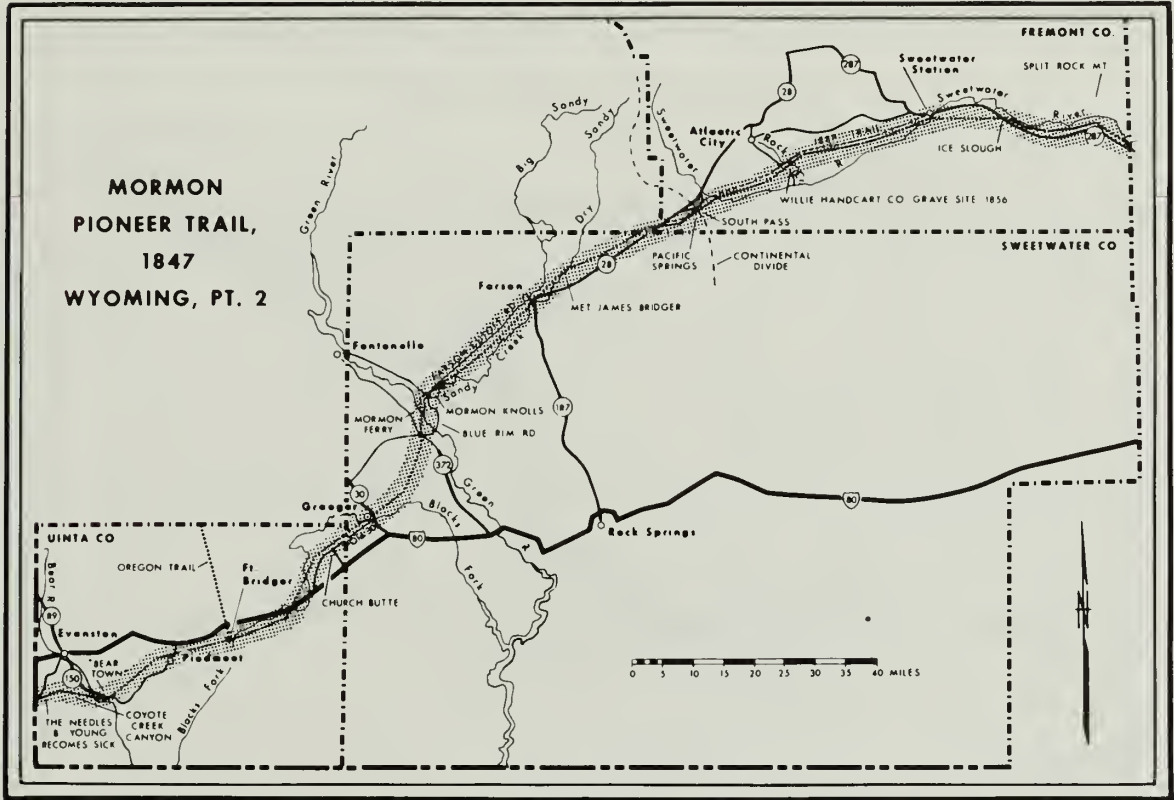 MORMON
PIONEER TRAIL,
1847
WYOMING, PT. 2
FREMONT CO.
SPLIT ROCK MT
Sweetwater
Station
287
28
Sweetwater
River
287
ICE SLOUGH
Atlantic
City
Rock
TRAIL
R
WILLIE HANDCART CO GRAVE SITE 1856
Sweetwater
SOUTH PASS
SWEETWATER CO
PACIFIC
SPRINGS
CONTINENTAL
DIVIDE
Big
Sandy
Dry
Sandy
28
Green River
Farson
MET JAMES BRIDGER
Fontenelle
Sandy
Creek
MORMON
FERRY
MORMON KNOLLS
BLUE RIM RD
187
372
Green
R
30
Granger
Blacks
Fork
80
Rock Springs
80
UINTA CO
OREGON TRAIL
Ft.
Bridger
CHURCH BUTTE
Bear R
89
Evanston
Piedmont
"BEAR
TOWN"
150
Blacks Fork
THE NEEDLES
B YOUNG
BECOMES SICK
COYOTE
CREEK
CANYON
0 5 10 15 20 25 30 35 40 MILES
N